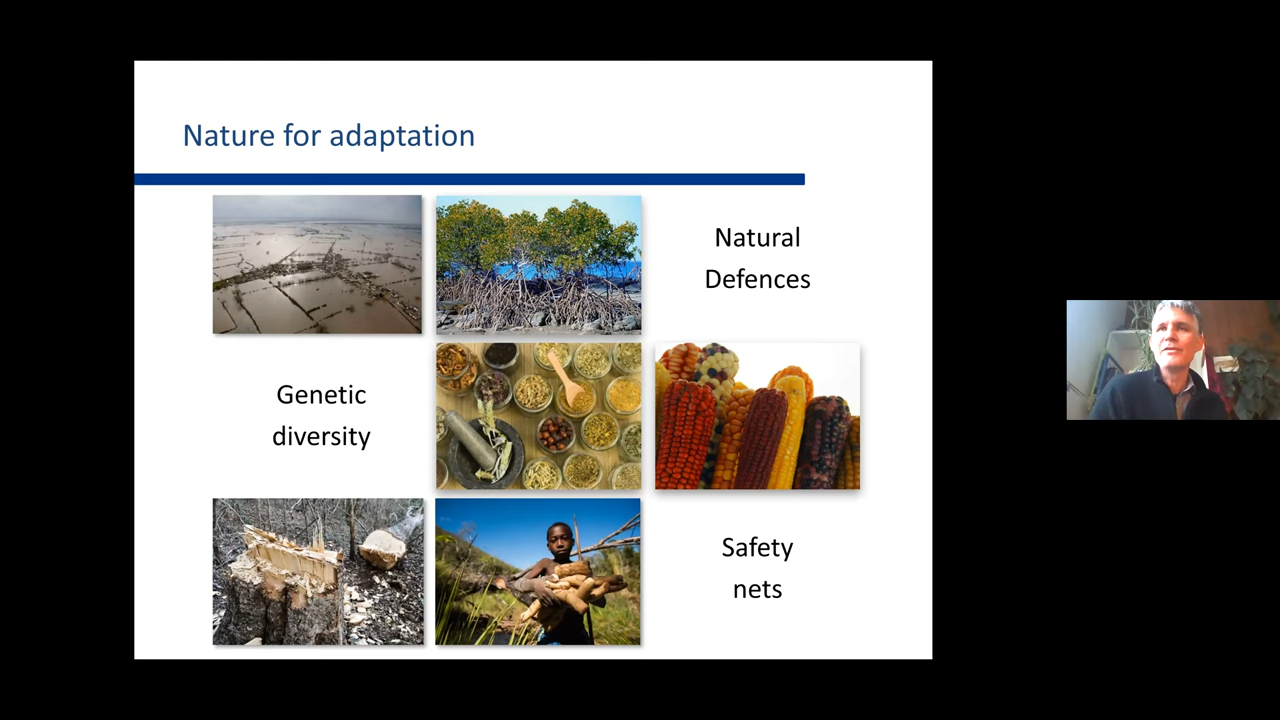 Nature for adaptation
Natural
Defences
Genetic
diversity
Safety
nets